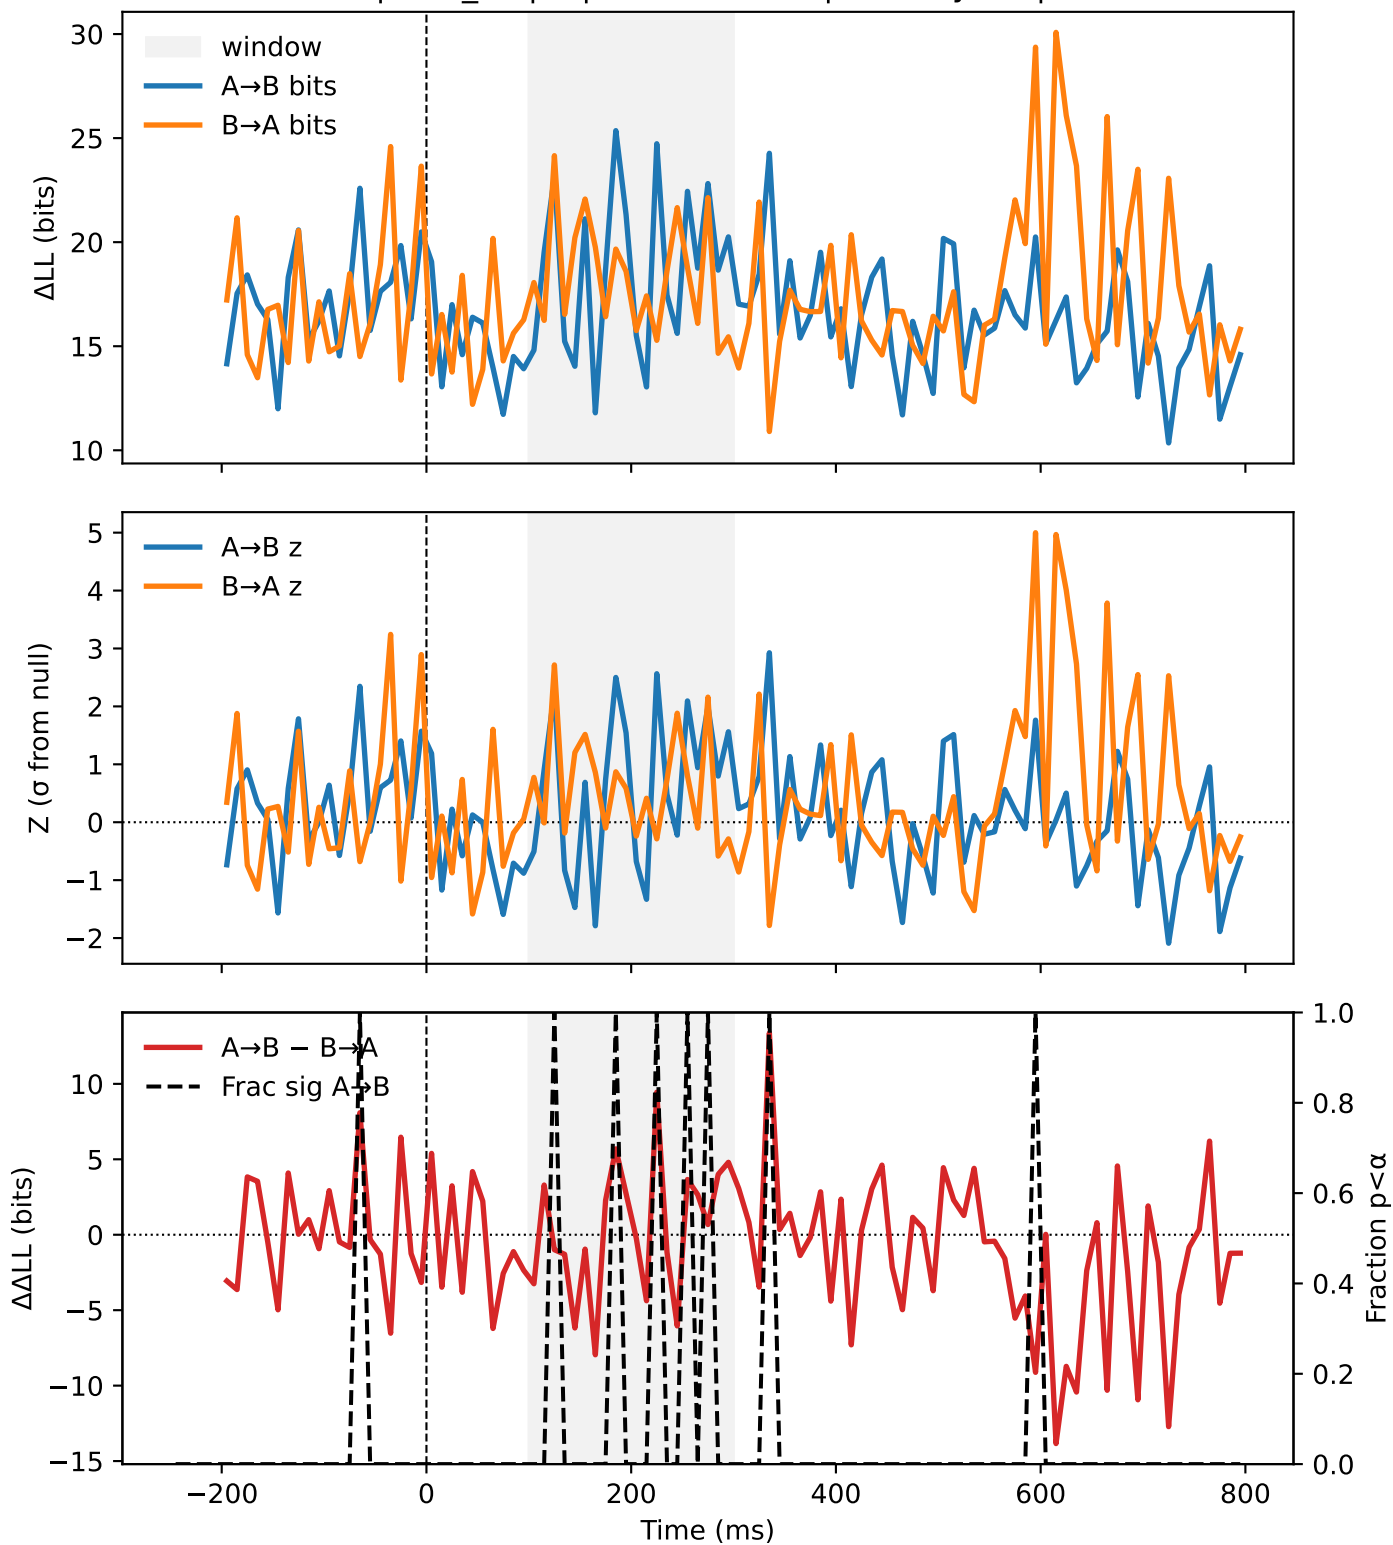 30
25
20
15
10
ΔLL (bits)
window
A→B bits
B→A bits
5
4
3
2
1
0
−1
−2
Z (σ from null)
A→B z
B→A z
10
5
0
−5
−10
−15
ΔΔLL (bits)
A→B − B→A
Frac sig A→B
1.0
0.8
0.6
0.4
0.2
0.0
Fraction p<α
−200 0 200 400 600 800
Time (ms)